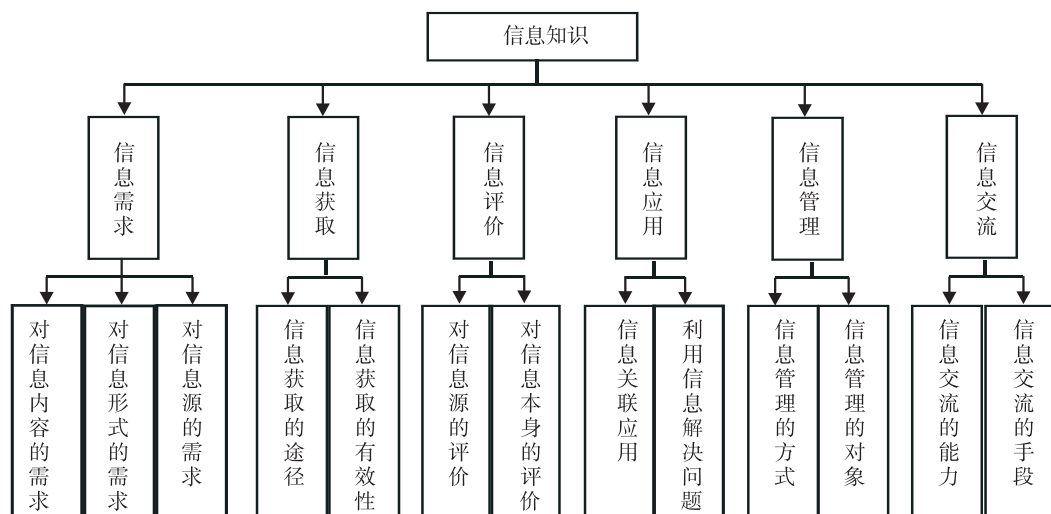 信息知识
信息需求
信息获取
信息评价
信息应用
信息管理
信息交流
对信息内容的需求
对信息形式的需求
对信息源的需求
信息获取的途径
信息获取的有效性
对信息源的评价
对信息本身的评价
信息关联应用
利用信息解决问题
信息管理的方式
信息管理的对象
信息交流的能力
信息交流的手段